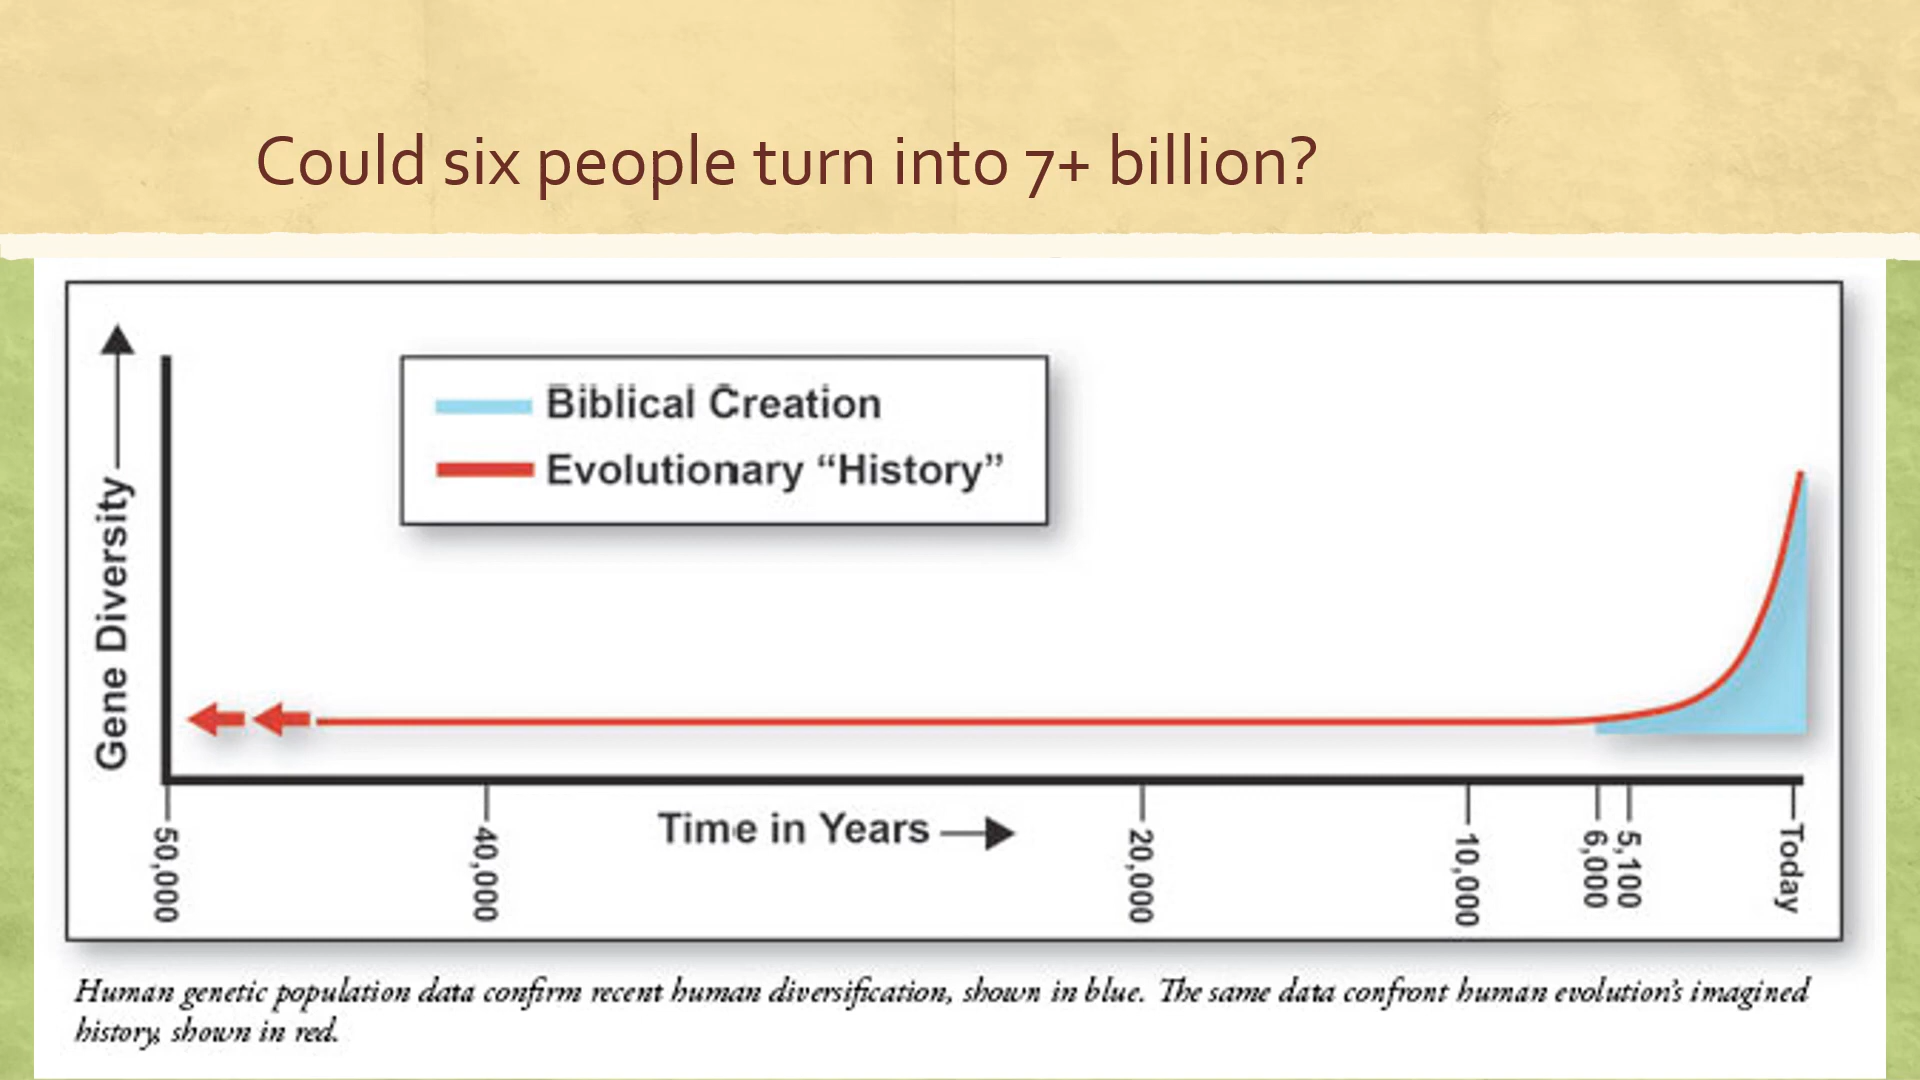 Could six people turn into 7+ billion?
Biblical Creation
Evolutionary “History”
Gene Diversity
Time in Years
50,000
40,000
20,000
10,000
6,000
5,100
Today
Human genetic population data confirm recent human diversification, shown in blue. The same data confront human evolution’s imagined
history, shown in red.